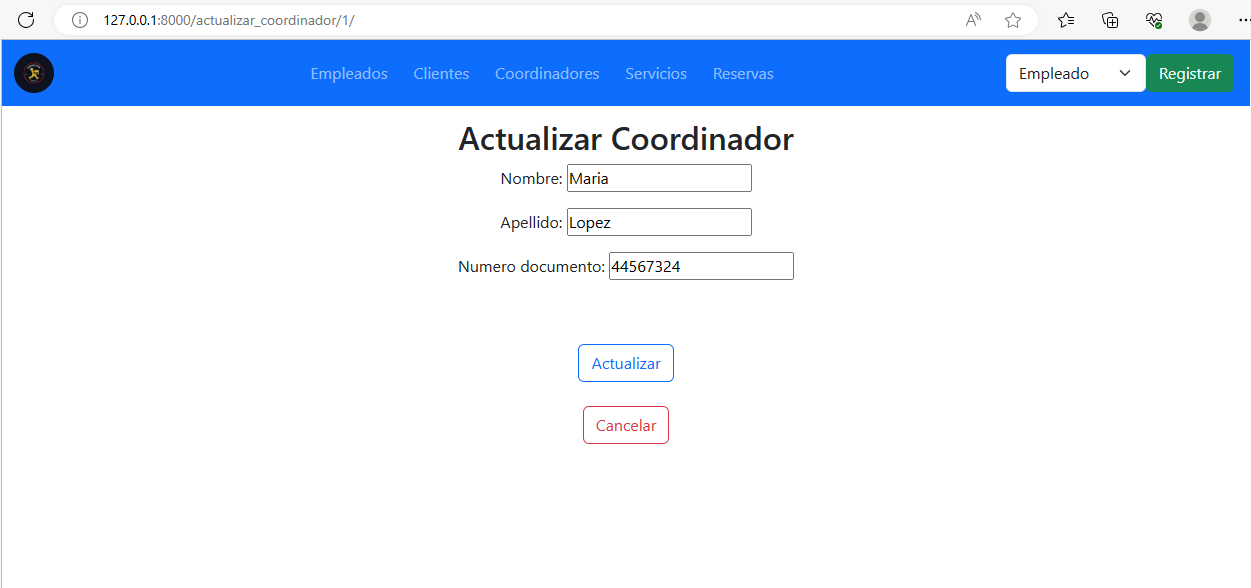 127.0.0.1:8000/actualizar_coordinador/1/
Empleados Clientes Coordinadores Servicios Reservas Empleado Registrar
Actualizar Coordinador
Nombre: Maria
Apellido: Lopez
Numero documento: 44567324
Actualizar
Cancelar